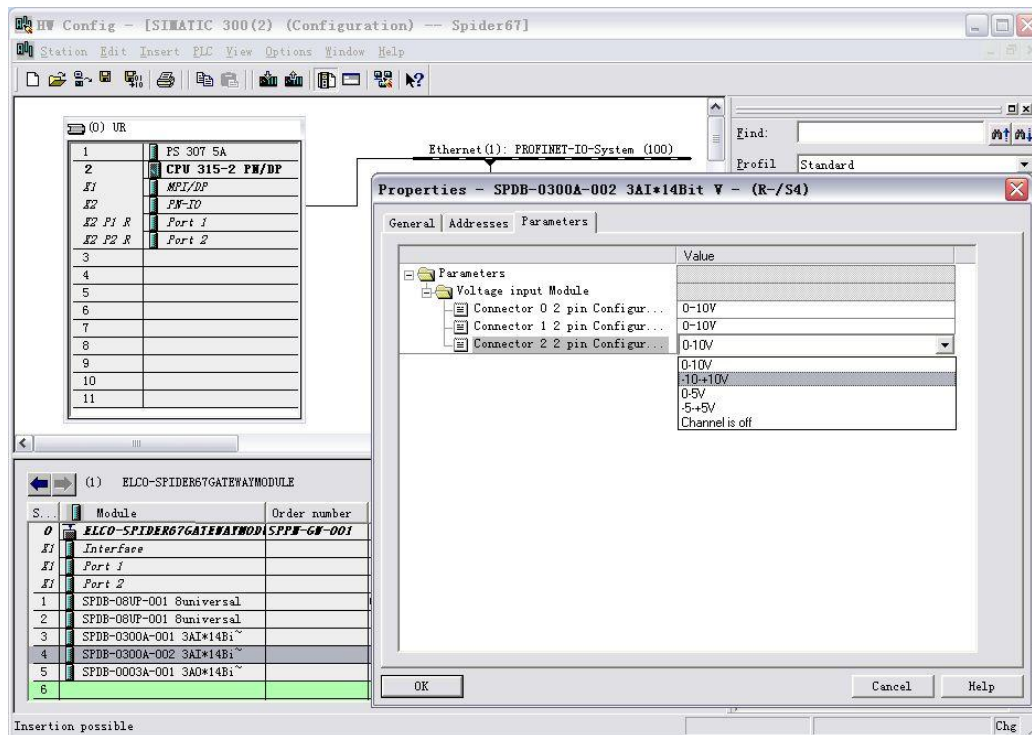 HW Config - [SIMATIC 300(2) (Configuration) -- Spider67]
Station Edit Insert PLC View Options Window Help
(0) UR
1 PS 307 5A
2 CPU 315-2 PN/DP
X1 MPI/DP
X2 PN-IO
X2 P1 R Port 1
X2 P2 R Port 2
3
4
5
6
7
8
9
10
11
Ethernet(1): PROFINET-IO-System (100)
Find:
Profil Standard
Properties - SPDB-0300A-002 3AI*14Bit V - (R-/S4)
General Addresses Parameters
Value
Parameters
Voltage input Module
Connector 0 2 pin Configur... 0-10V
Connector 1 2 pin Configur... 0-10V
Connector 2 2 pin Configur... 0-10V
0-10V
-10-+10V
0-5V
-5-+5V
Channel is off
OK Cancel Help
(1) ELCO-SPIDER67GATEWAYMODULE
S... Module Order number
0 ELCO-SPIDER67GATEWAYMODU SPPN-GW-001
X1 Interface
X1 Port 1
X1 Port 2
1 SPDB-08UP-001 8universal
2 SPDB-08UP-001 8universal
3 SPDB-0300A-001 3AI*14Bi~
4 SPDB-0300A-002 3AI*14Bi~
5 SPDB-0003A-001 3AO*14Bi~
6
Insertion possible
Chg